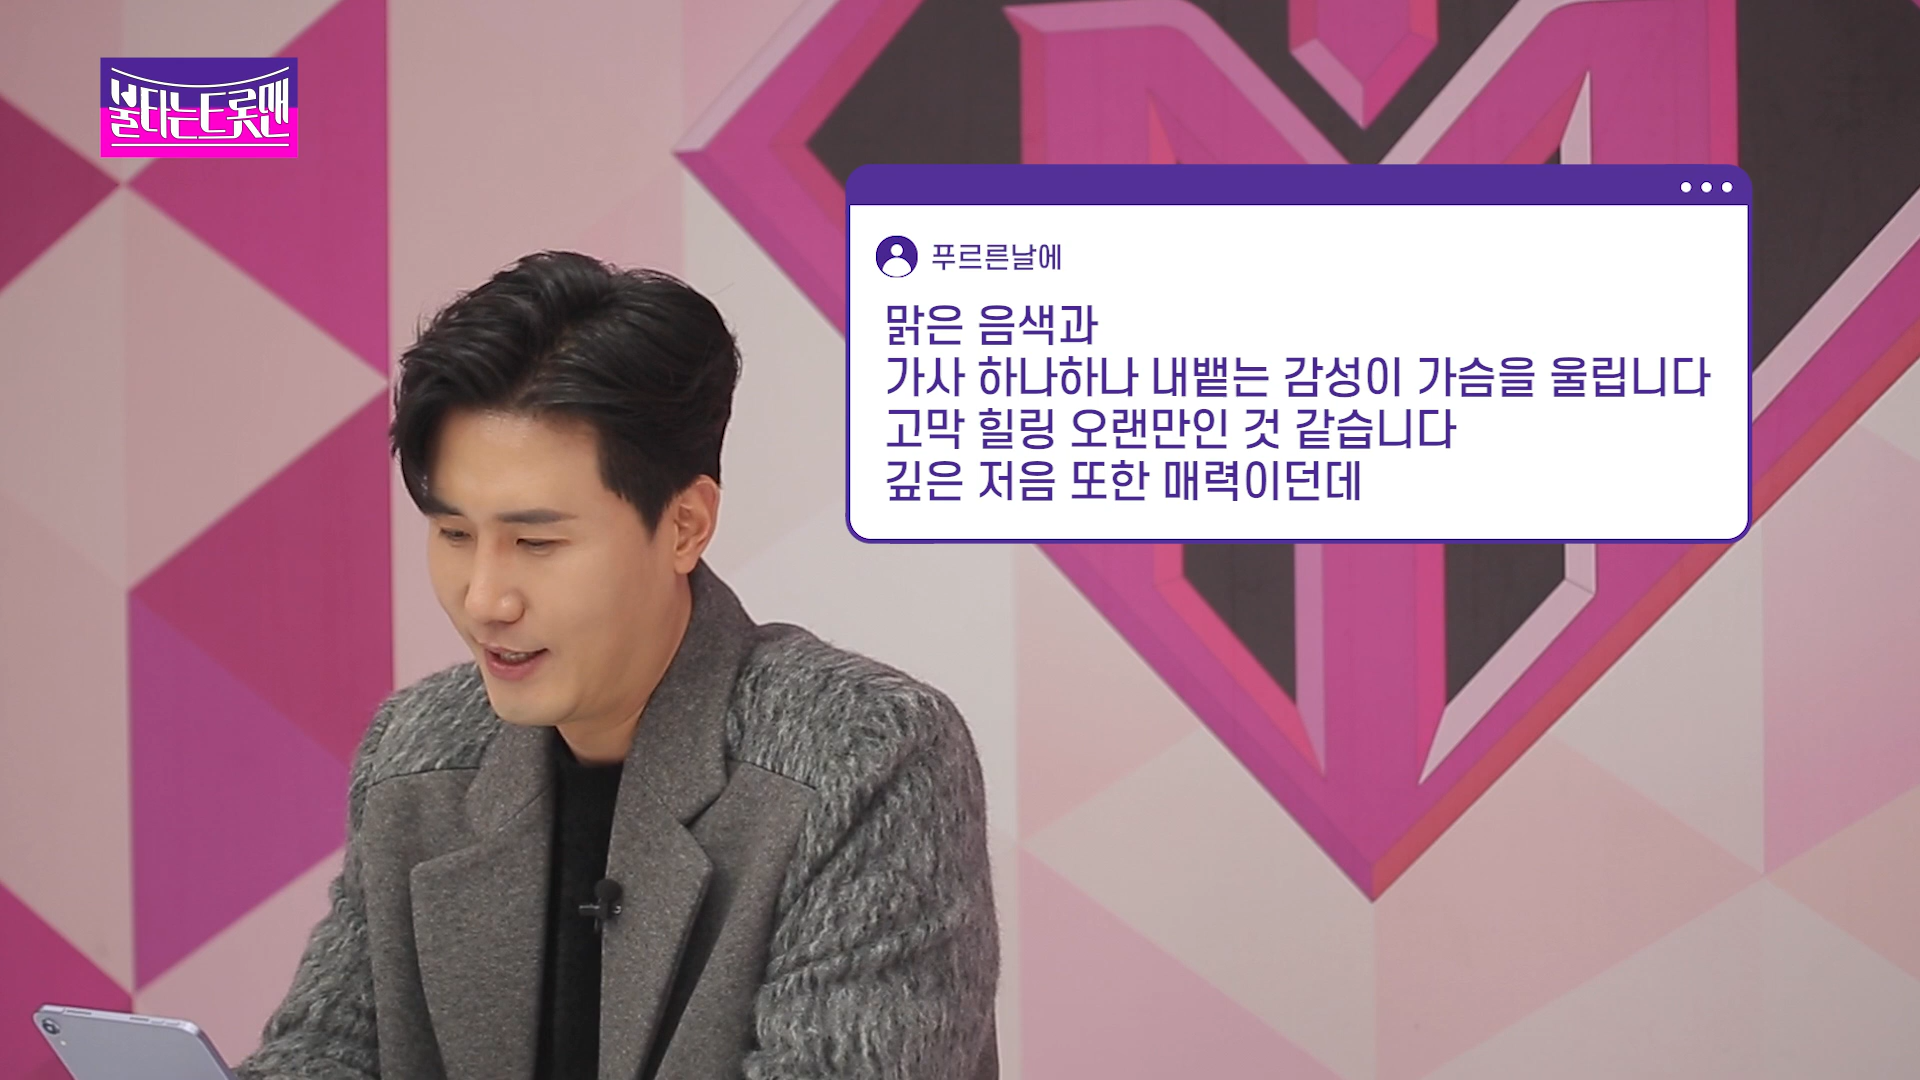 불타는트롯맨
푸르른날에
맑은 음색과
가사 하나하나 내뱉는 감성이 가슴을 울립니다
고막 힐링 오랜만인 것 같습니다
깊은 저음 또한 매력이던데